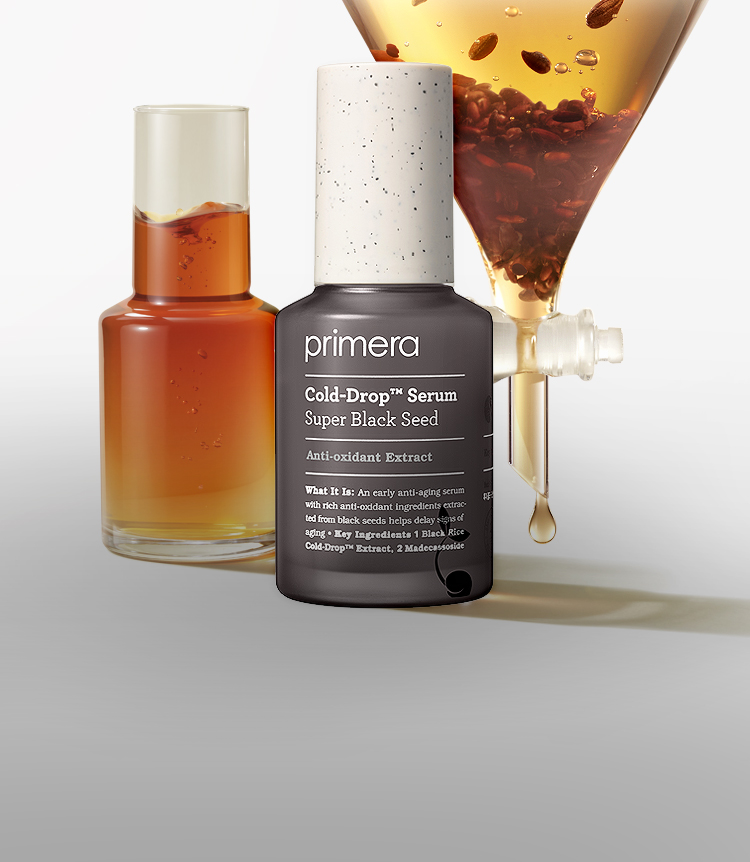 primera
Cold-Drop™ Serum
Super Black Seed
Anti-oxidant Extract
What It Is: An early anti-aging serum
with rich anti-oxidant ingredients extrac-
ted from black seeds helps delay signs of
aging • Key Ingredients 1 Black Rice
Cold-Drop™ Extract, 2 Madecassoside